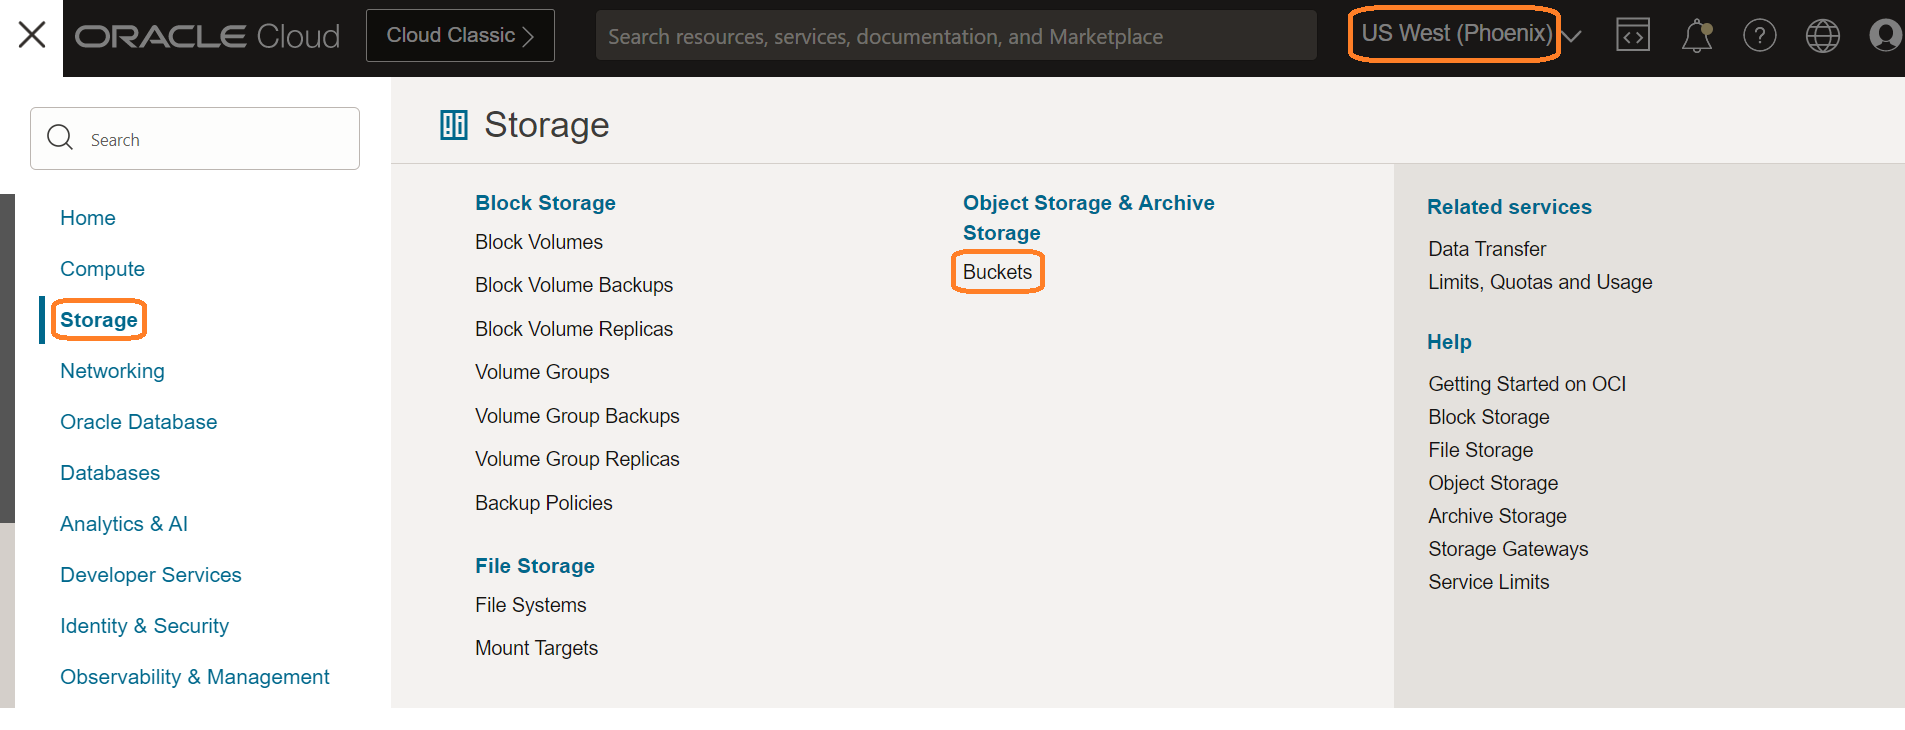 ORACLE Cloud
Cloud Classic
Search resources, services, documentation, and Marketplace
US West (Phoenix)
Search
Home
Compute
Storage
Networking
Oracle Database
Databases
Analytics & AI
Developer Services
Identity & Security
Observability & Management
Storage
Block Storage
Block Volumes
Block Volume Backups
Block Volume Replicas
Volume Groups
Volume Group Backups
Volume Group Replicas
Backup Policies
File Storage
File Systems
Mount Targets
Object Storage & Archive
Storage
Buckets
Related services
Data Transfer
Limits, Quotas and Usage
Help
Getting Started on OCI
Block Storage
File Storage
Object Storage
Archive Storage
Storage Gateways
Service Limits